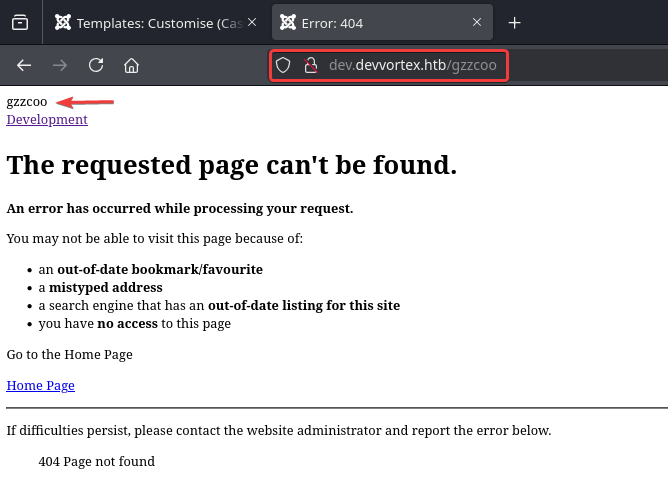 Templates: Customise (Cas
Error: 404
dev.devvortex.htb/gzzcoo
gzzcoo
Development
The requested page can't be found.
An error has occurred while processing your request.
You may not be able to visit this page because of:
an out-of-date bookmark/favourite
a mistyped address
a search engine that has an out-of-date listing for this site
you have no access to this page
Go to the Home Page
Home Page
If difficulties persist, please contact the website administrator and report the error below.
404 Page not found